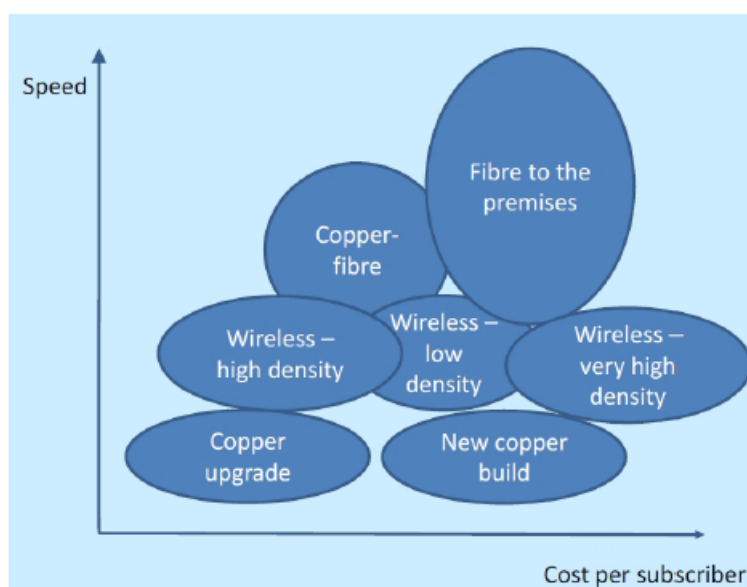 Speed
Fibre to the
premises
Copper-
fibre
Wireless –
high density
Wireless –
low
density
Wireless –
very high
density
Copper
upgrade
New copper
build
Cost per subscriber